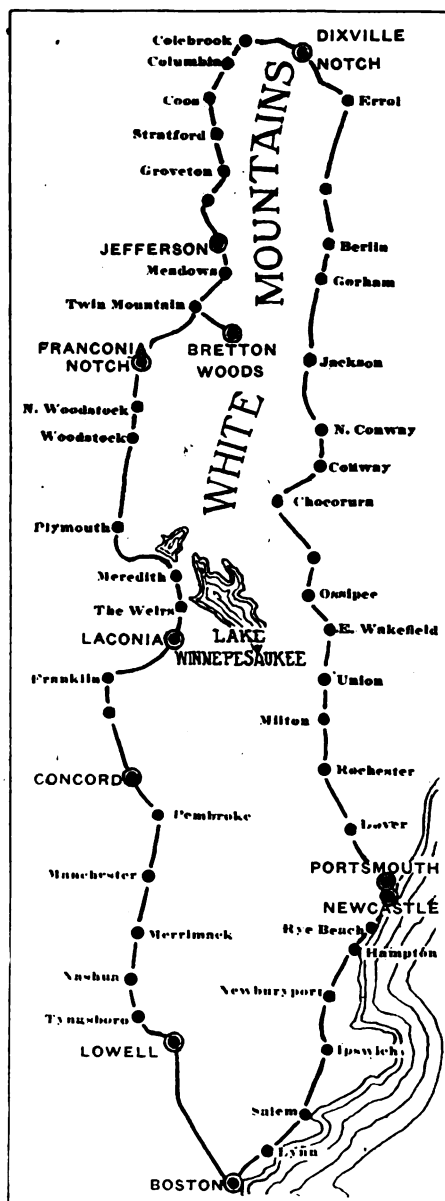 Colebrook
DIXVILLE
NOTCH
Columbia
Coos
Errol
Stratford
Groveton
MOUNTAINS
JEFFERSON
Berlin
Meadows
Gorham
Twin Mountain
FRANCONIA
NOTCH
BRETTON
WOODS
Jackson
N. Woodstock
Woodstock
WHITE
N. Conway
Conway
Chocorura
Plymouth
Meredith
The Weirs
Ossipee
LACONIA
LAKE
WINNEPESAUKEE
E. Wakefield
Franklin
Union
Milton
CONCORD
Rochester
Pembroke
Dover
PORTSMOUTH
Manchester
NEWCASTLE
Rye Beach
Merrimack
Hampton
Nashua
Newburyport
Tyngsboro
LOWELL
Ipswich
Salem
Lynn
BOSTON